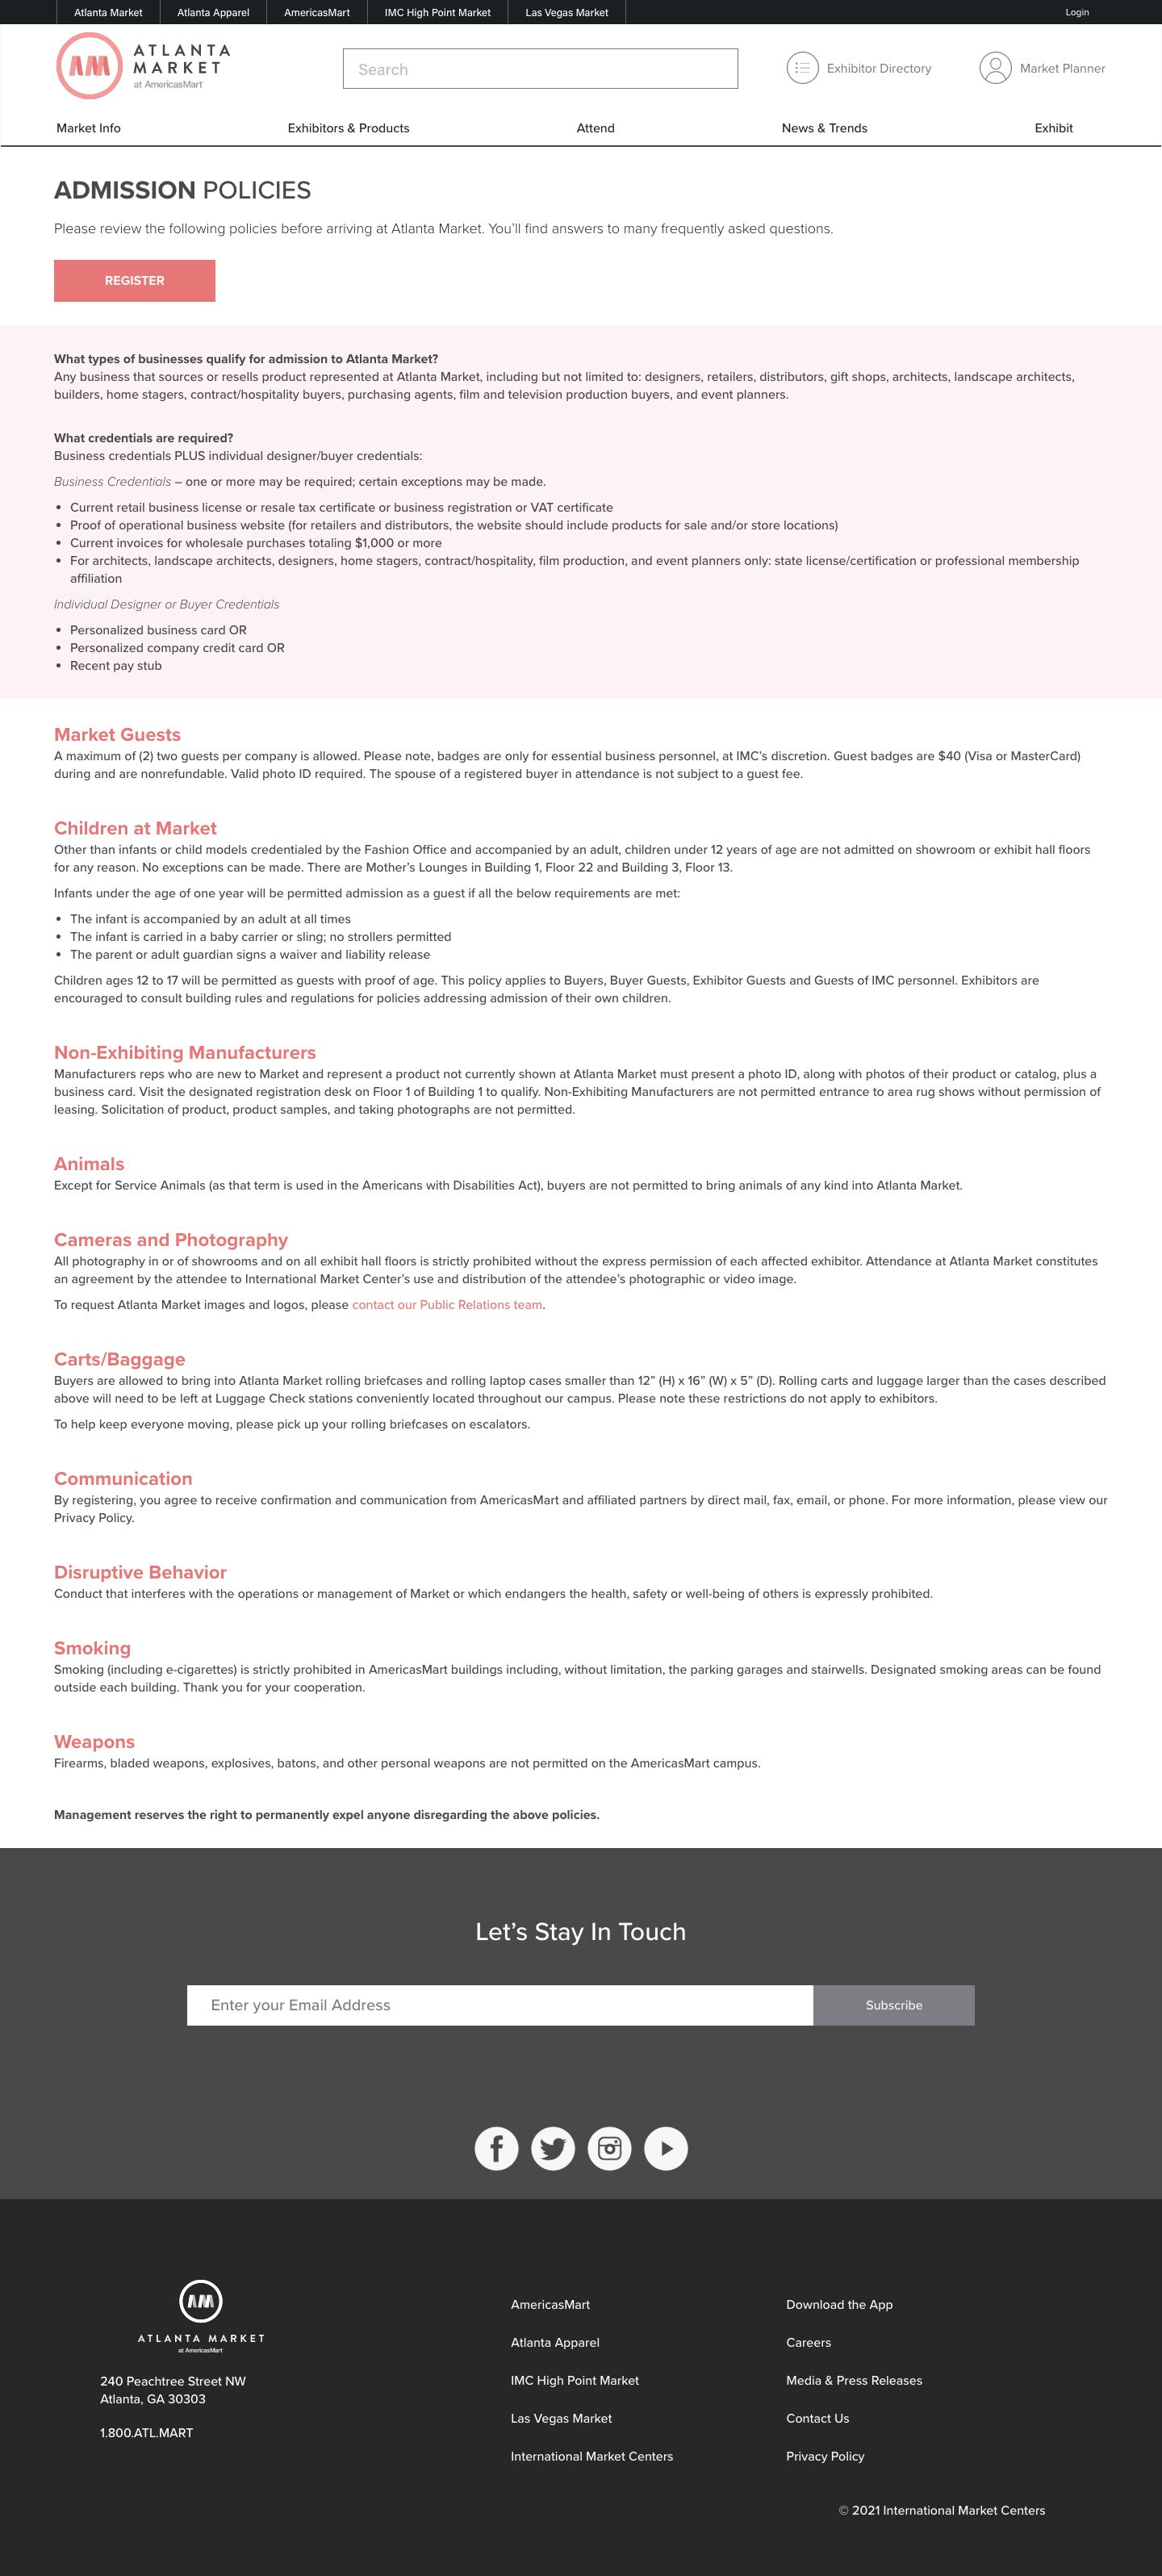 Atlanta Market
Atlanta Apparel
AmericasMart
IMC High Point Market
Las Vegas Market
Login
AM
ATLANTA
MARKET
at AmericasMart
Search
Exhibitor Directory
Market Planner
Market Info
Exhibitors & Products
Attend
News & Trends
Exhibit
ADMISSION POLICIES
Please review the following policies before arriving at Atlanta Market. You’ll find answers to many frequently asked questions.
REGISTER
What types of businesses qualify for admission to Atlanta Market?
Any business that sources or resells product represented at Atlanta Market, including but not limited to: designers, retailers, distributors, gift shops, architects, landscape architects,
builders, home stagers, contract/hospitality buyers, purchasing agents, film and television production buyers, and event planners.
What credentials are required?
Business credentials PLUS individual designer/buyer credentials:
Business Credentials – one or more may be required; certain exceptions may be made.
• Current retail business license or resale tax certificate or business registration or VAT certificate
• Proof of operational business website (for retailers and distributors, the website should include products for sale and/or store locations)
• Current invoices for wholesale purchases totaling $1,000 or more
• For architects, landscape architects, designers, home stagers, contract/hospitality, film production, and event planners only: state license/certification or professional membership
affiliation
Individual Designer or Buyer Credentials
• Personalized business card OR
• Personalized company credit card OR
• Recent pay stub
Market Guests
A maximum of (2) two guests per company is allowed. Please note, badges are only for essential business personnel, at IMC’s discretion. Guest badges are $40 (Visa or MasterCard)
during and are nonrefundable. Valid photo ID required. The spouse of a registered buyer in attendance is not subject to a guest fee.
Children at Market
Other than infants or child models credentialed by the Fashion Office and accompanied by an adult, children under 12 years of age are not admitted on showroom or exhibit hall floors
for any reason. No exceptions can be made. There are Mother’s Lounges in Building 1, Floor 22 and Building 3, Floor 13.
Infants under the age of one year will be permitted admission as a guest if all the below requirements are met:
• The infant is accompanied by an adult at all times
• The infant is carried in a baby carrier or sling; no strollers permitted
• The parent or adult guardian signs a waiver and liability release
Children ages 12 to 17 will be permitted as guests with proof of age. This policy applies to Buyers, Buyer Guests, Exhibitor Guests and Guests of IMC personnel. Exhibitors are
encouraged to consult building rules and regulations for policies addressing admission of their own children.
Non-Exhibiting Manufacturers
Manufacturers reps who are new to Market and represent a product not currently shown at Atlanta Market must present a photo ID, along with photos of their product or catalog, plus a
business card. Visit the designated registration desk on Floor 1 of Building 1 to qualify. Non-Exhibiting Manufacturers are not permitted entrance to area rug shows without permission of
leasing. Solicitation of product, product samples, and taking photographs are not permitted.
Animals
Except for Service Animals (as that term is used in the Americans with Disabilities Act), buyers are not permitted to bring animals of any kind into Atlanta Market.
Cameras and Photography
All photography in or of showrooms and on all exhibit hall floors is strictly prohibited without the express permission of each affected exhibitor. Attendance at Atlanta Market constitutes
an agreement by the attendee to International Market Center’s use and distribution of the attendee’s photographic or video image.
To request Atlanta Market images and logos, please contact our Public Relations team.
Carts/Baggage
Buyers are allowed to bring into Atlanta Market rolling briefcases and rolling laptop cases smaller than 12” (H) x 16” (W) x 5” (D). Rolling carts and luggage larger than the cases described
above will need to be left at Luggage Check stations conveniently located throughout our campus. Please note these restrictions do not apply to exhibitors.
To help keep everyone moving, please pick up your rolling briefcases on escalators.
Communication
By registering, you agree to receive confirmation and communication from AmericasMart and affiliated partners by direct mail, fax, email, or phone. For more information, please view our
Privacy Policy.
Disruptive Behavior
Conduct that interferes with the operations or management of Market or which endangers the health, safety or well-being of others is expressly prohibited.
Smoking
Smoking (including e-cigarettes) is strictly prohibited in AmericasMart buildings including, without limitation, the parking garages and stairwells. Designated smoking areas can be found
outside each building. Thank you for your cooperation.
Weapons
Firearms, bladed weapons, explosives, batons, and other personal weapons are not permitted on the AmericasMart campus.
Management reserves the right to permanently expel anyone disregarding the above policies.
Let’s Stay In Touch
Enter your Email Address
Subscribe
AM
ATLANTA MARKET
at AmericasMart
240 Peachtree Street NW
Atlanta, GA 30303
1.800.ATL.MART
AmericasMart
Atlanta Apparel
IMC High Point Market
Las Vegas Market
International Market Centers
Download the App
Careers
Media & Press Releases
Contact Us
Privacy Policy
© 2021 International Market Centers